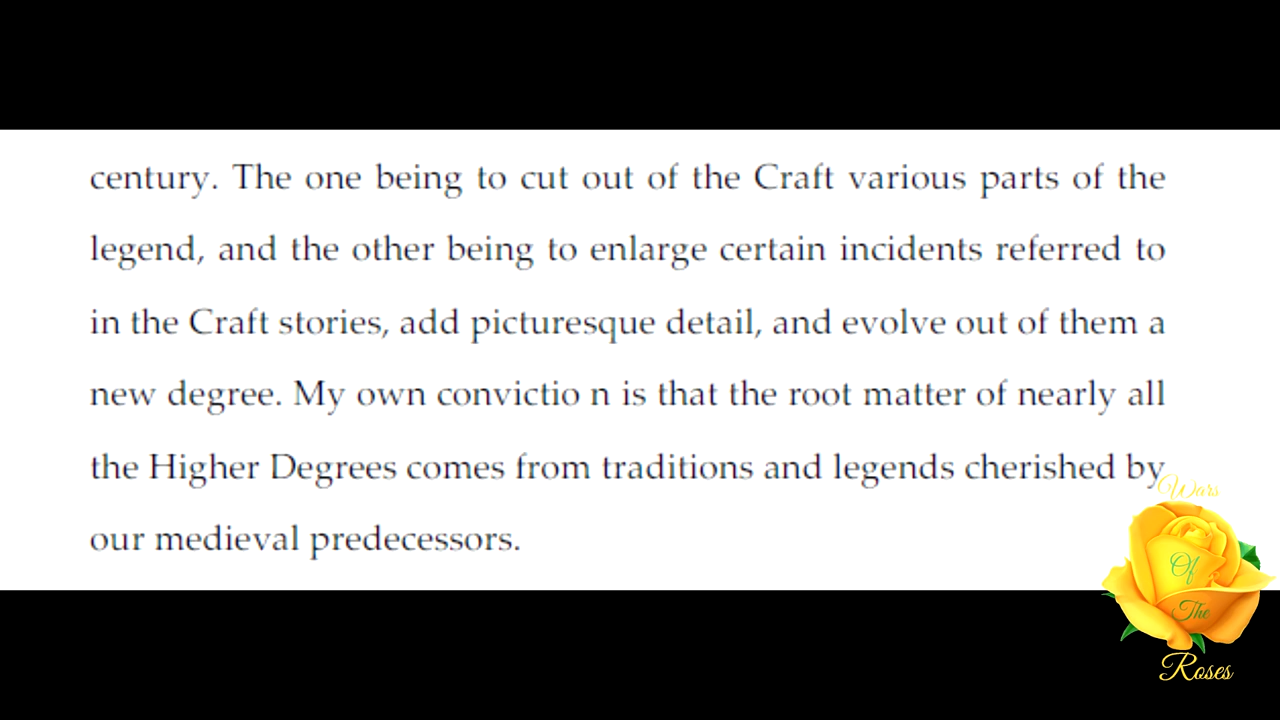 century. The one being to cut out of the Craft various parts of the
legend, and the other being to enlarge certain incidents referred to
in the Craft stories, add picturesque detail, and evolve out of them a
new degree. My own convictio n is that the root matter of nearly all
the Higher Degrees comes from traditions and legends cherished by
our medieval predecessors.
Wars
Of
The
Roses